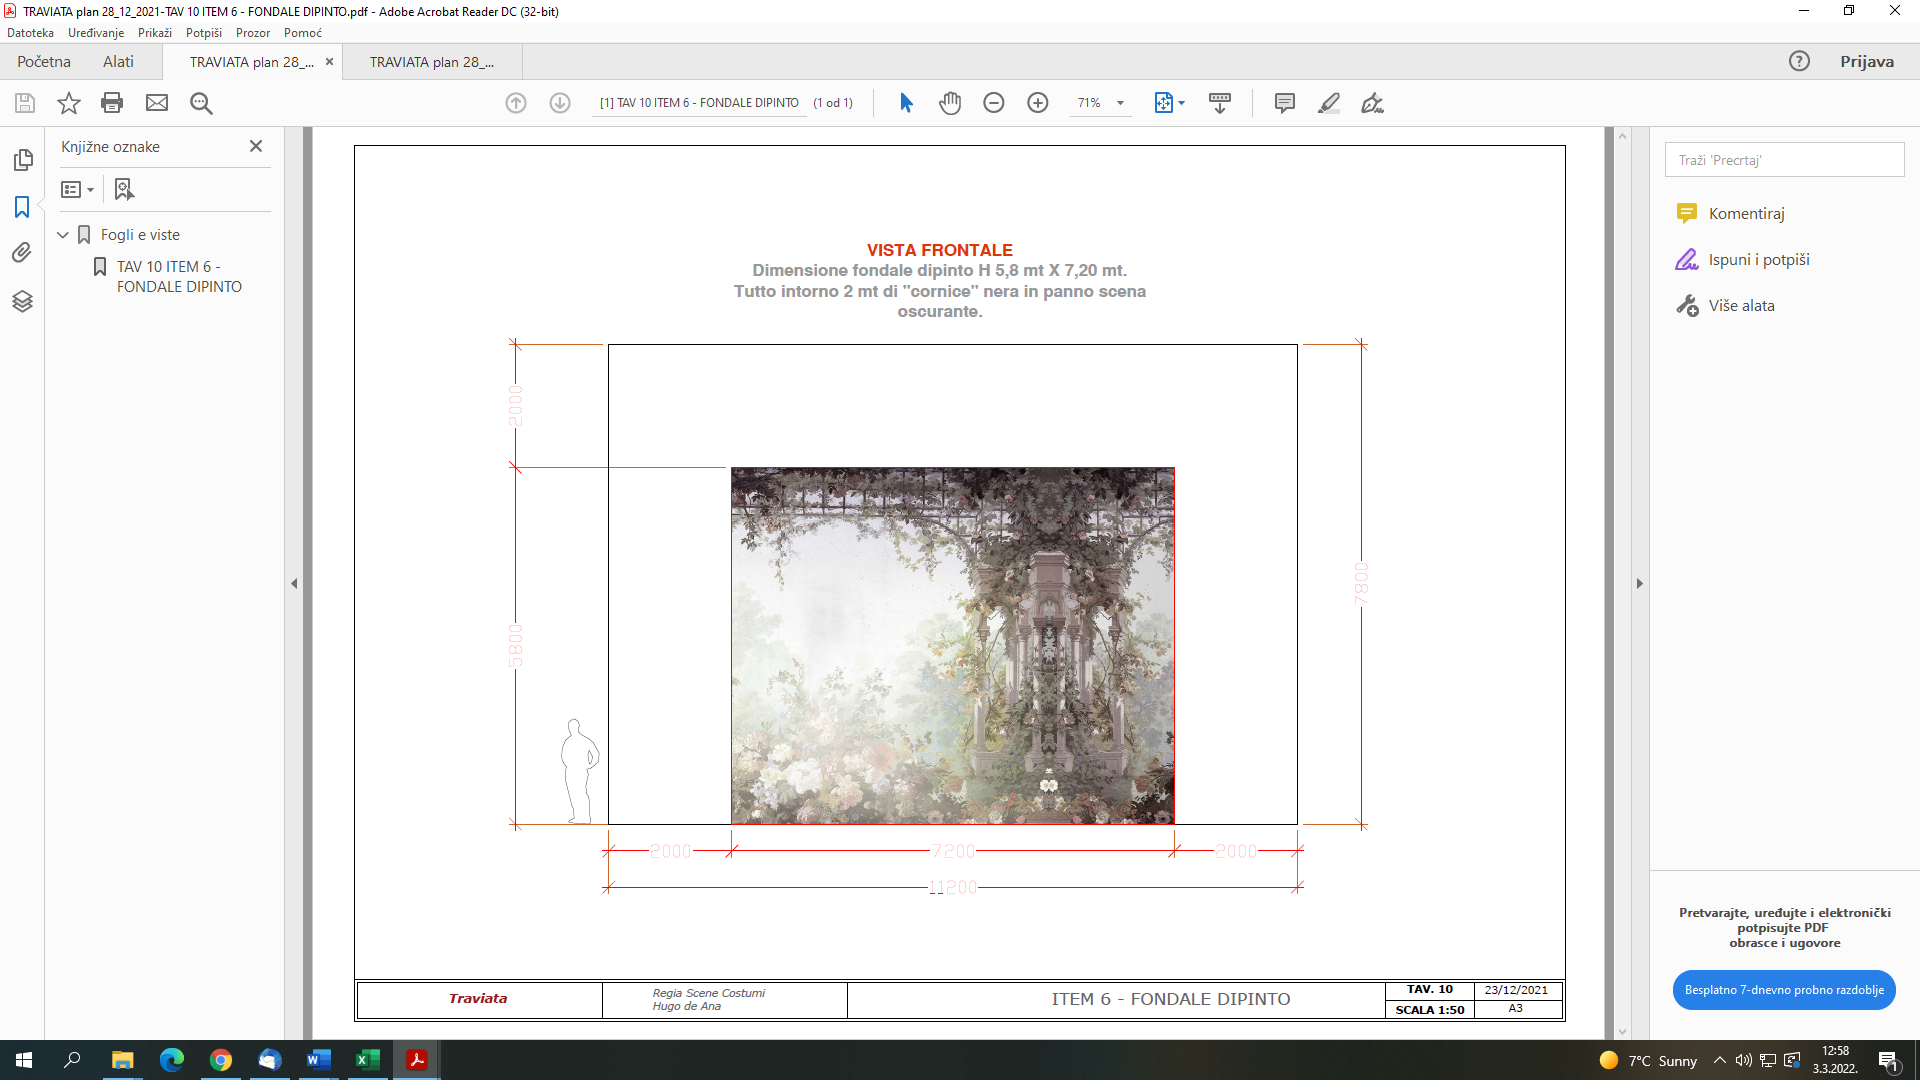 TRAVIATA plan 28_12_2021-TAV 10 ITEM 6 - FONDALE DIPINTO.pdf - Adobe Acrobat Reader DC (32-bit)
Datoteka Uređivanje Prikaži Potpiši Prozor Pomoć
Početna Alati TRAVIATA plan 28_... TRAVIATA plan 28_... Prijava
[1] TAV 10 ITEM 6 - FONDALE DIPINTO (1 od 1) 71%
Knjižne oznake
Fogli e viste
TAV 10 ITEM 6 -
FONDALE DIPINTO
VISTA FRONTALE
Dimensione fondale dipinto H 5,8 mt X 7,20 mt.
Tutto intorno 2 mt di "cornice" nera in panno scena
oscurante.
2000
5800
7800
2000 7200 2000
11200
Traviata
Regia Scene Costumi
Hugo de Ana
ITEM 6 - FONDALE DIPINTO
TAV. 10 23/12/2021
SCALA 1:50 A3
Traži 'Precrtaj'
Komentiraj
Ispuni i potpiši
Više alata
Pretvarajte, uređujte i elektronički
potpisujte PDF
obrasce i ugovore
Besplatno 7-dnevno probno razdoblje
7°C Sunny
12:58
3.3.2022.
1